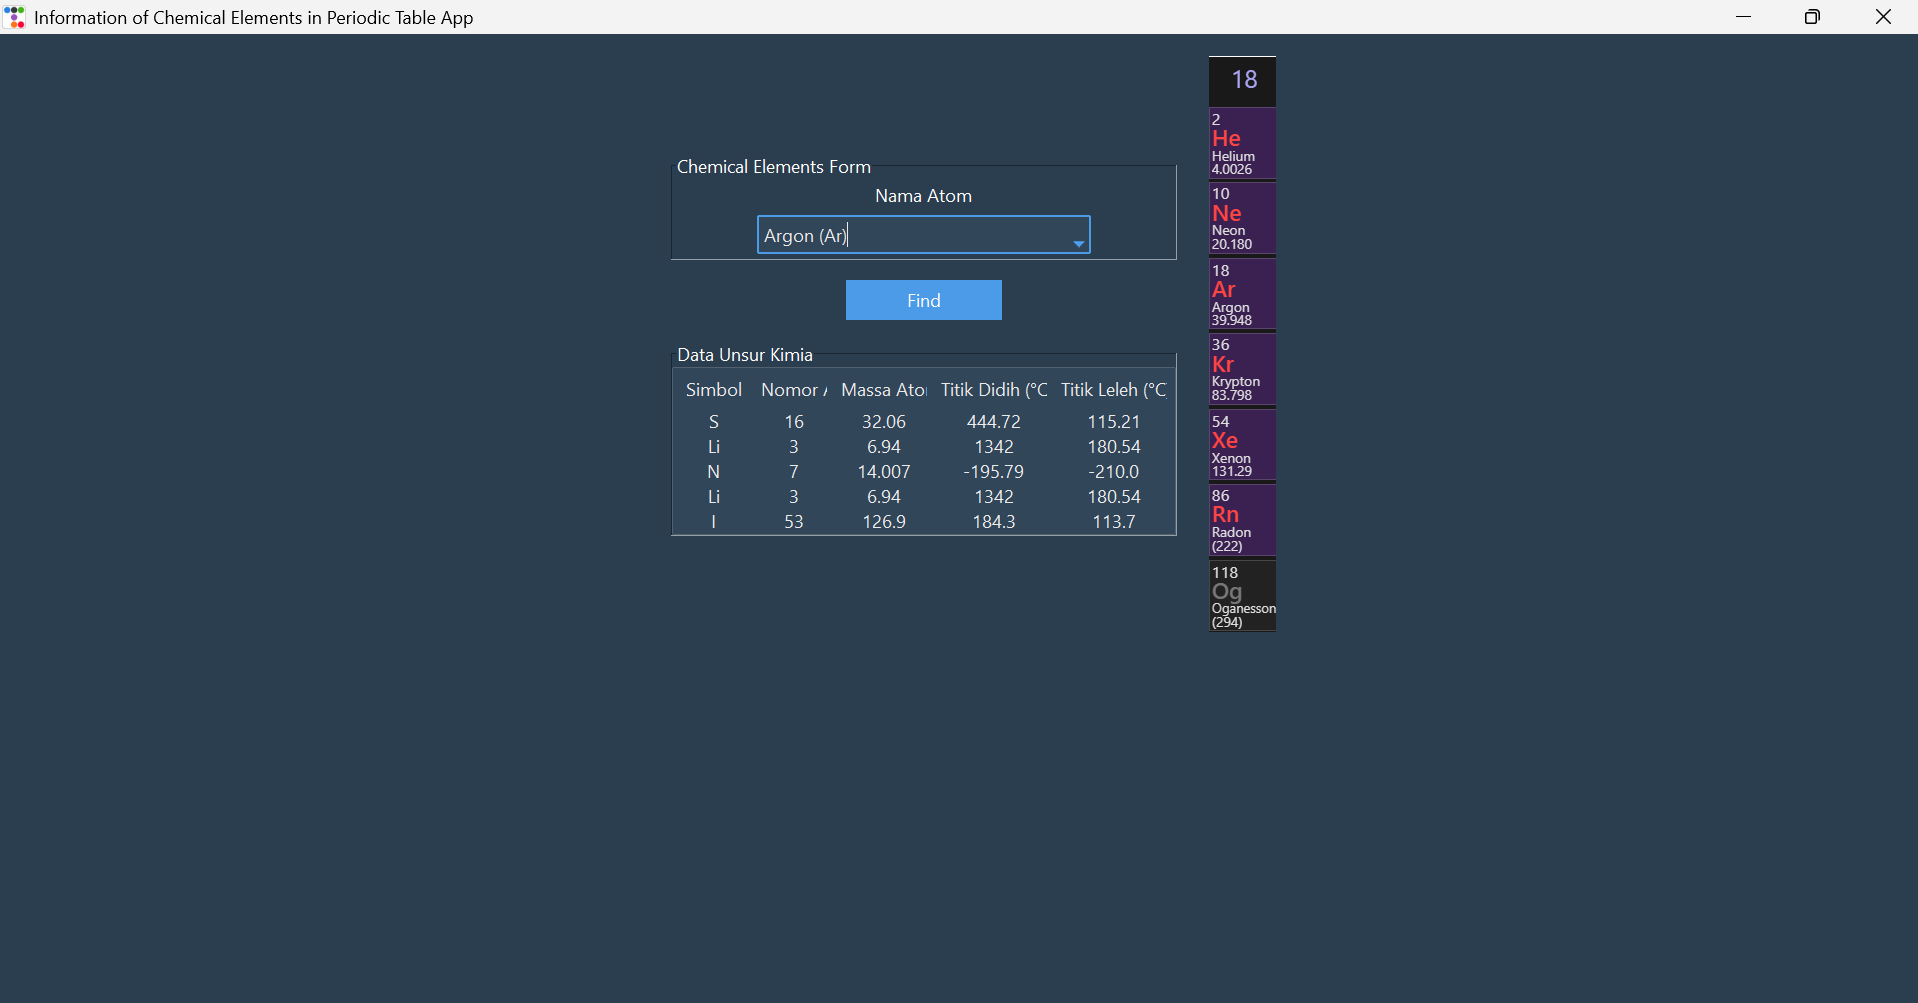 Information of Chemical Elements in Periodic Table App
Chemical Elements Form
Nama Atom
Argon (Ar)
Find
Data Unsur Kimia
Simbol Nomor Massa Ato Titik Didih (°C Titik Leleh (°C
S 16 32.06 444.72 115.21
Li 3 6.94 1342 180.54
N 7 14.007 -195.79 -210.0
Li 3 6.94 1342 180.54
I 53 126.9 184.3 113.7
18
2
He
Helium
4.0026
10
Ne
Neon
20.180
18
Ar
Argon
39.948
36
Kr
Krypton
83.798
54
Xe
Xenon
131.29
86
Rn
Radon
(222)
118
Og
Oganesson
(294)